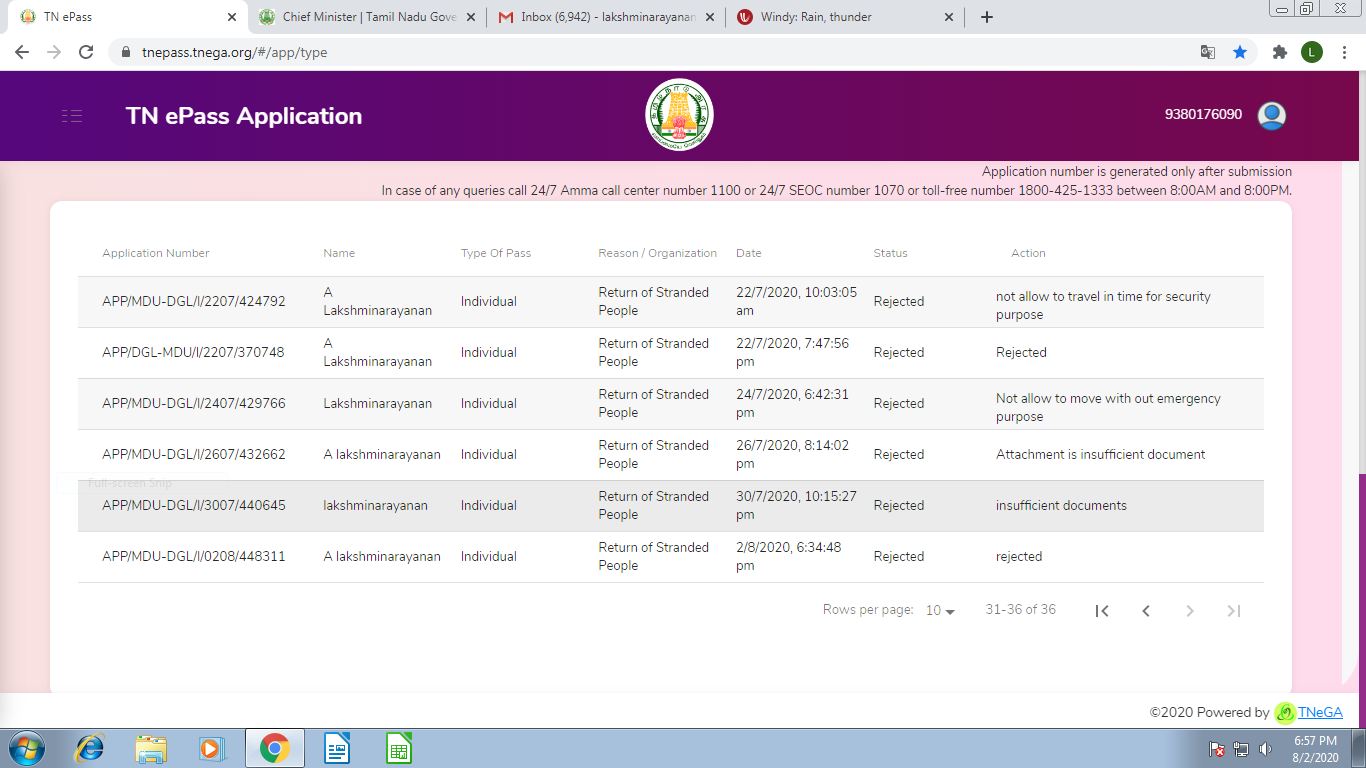 TN ePass
Chief Minister | Tamil Nadu Gove
Inbox (6,942) - lakshminarayanan
Windy: Rain, thunder
tnepass.tnega.org/#/app/type
L
TN ePass Application
9380176090
Application number is generated only after submission
In case of any queries call 24/7 Amma call center number 1100 or 24/7 SEOC number 1070 or toll-free number 1800-425-1333 between 8:00AM and 8:00PM.
Application Number Name Type Of Pass Reason / Organization Date Status Action
APP/MDU-DGL/I/2207/424792 A Lakshminarayanan Individual Return of Stranded People 22/7/2020, 10:03:05 am Rejected not allow to travel in time for security purpose
APP/DGL-MDU/I/2207/370748 A Lakshminarayanan Individual Return of Stranded People 22/7/2020, 7:47:56 pm Rejected Rejected
APP/MDU-DGL/I/2407/429766 Lakshminarayanan Individual Return of Stranded People 24/7/2020, 6:42:31 pm Rejected Not allow to move with out emergency purpose
APP/MDU-DGL/I/2607/432662 A lakshminarayanan Individual Return of Stranded People 26/7/2020, 8:14:02 pm Rejected Attachment is insufficient document
Full-screen Snip
APP/MDU-DGL/I/3007/440645 lakshminarayanan Individual Return of Stranded People 30/7/2020, 10:15:27 pm Rejected insufficient documents
APP/MDU-DGL/I/0208/448311 A lakshminarayanan Individual Return of Stranded People 2/8/2020, 6:34:48 pm Rejected rejected
Rows per page: 10 31-36 of 36
©2020 Powered by TNeGA
6:57 PM
8/2/2020